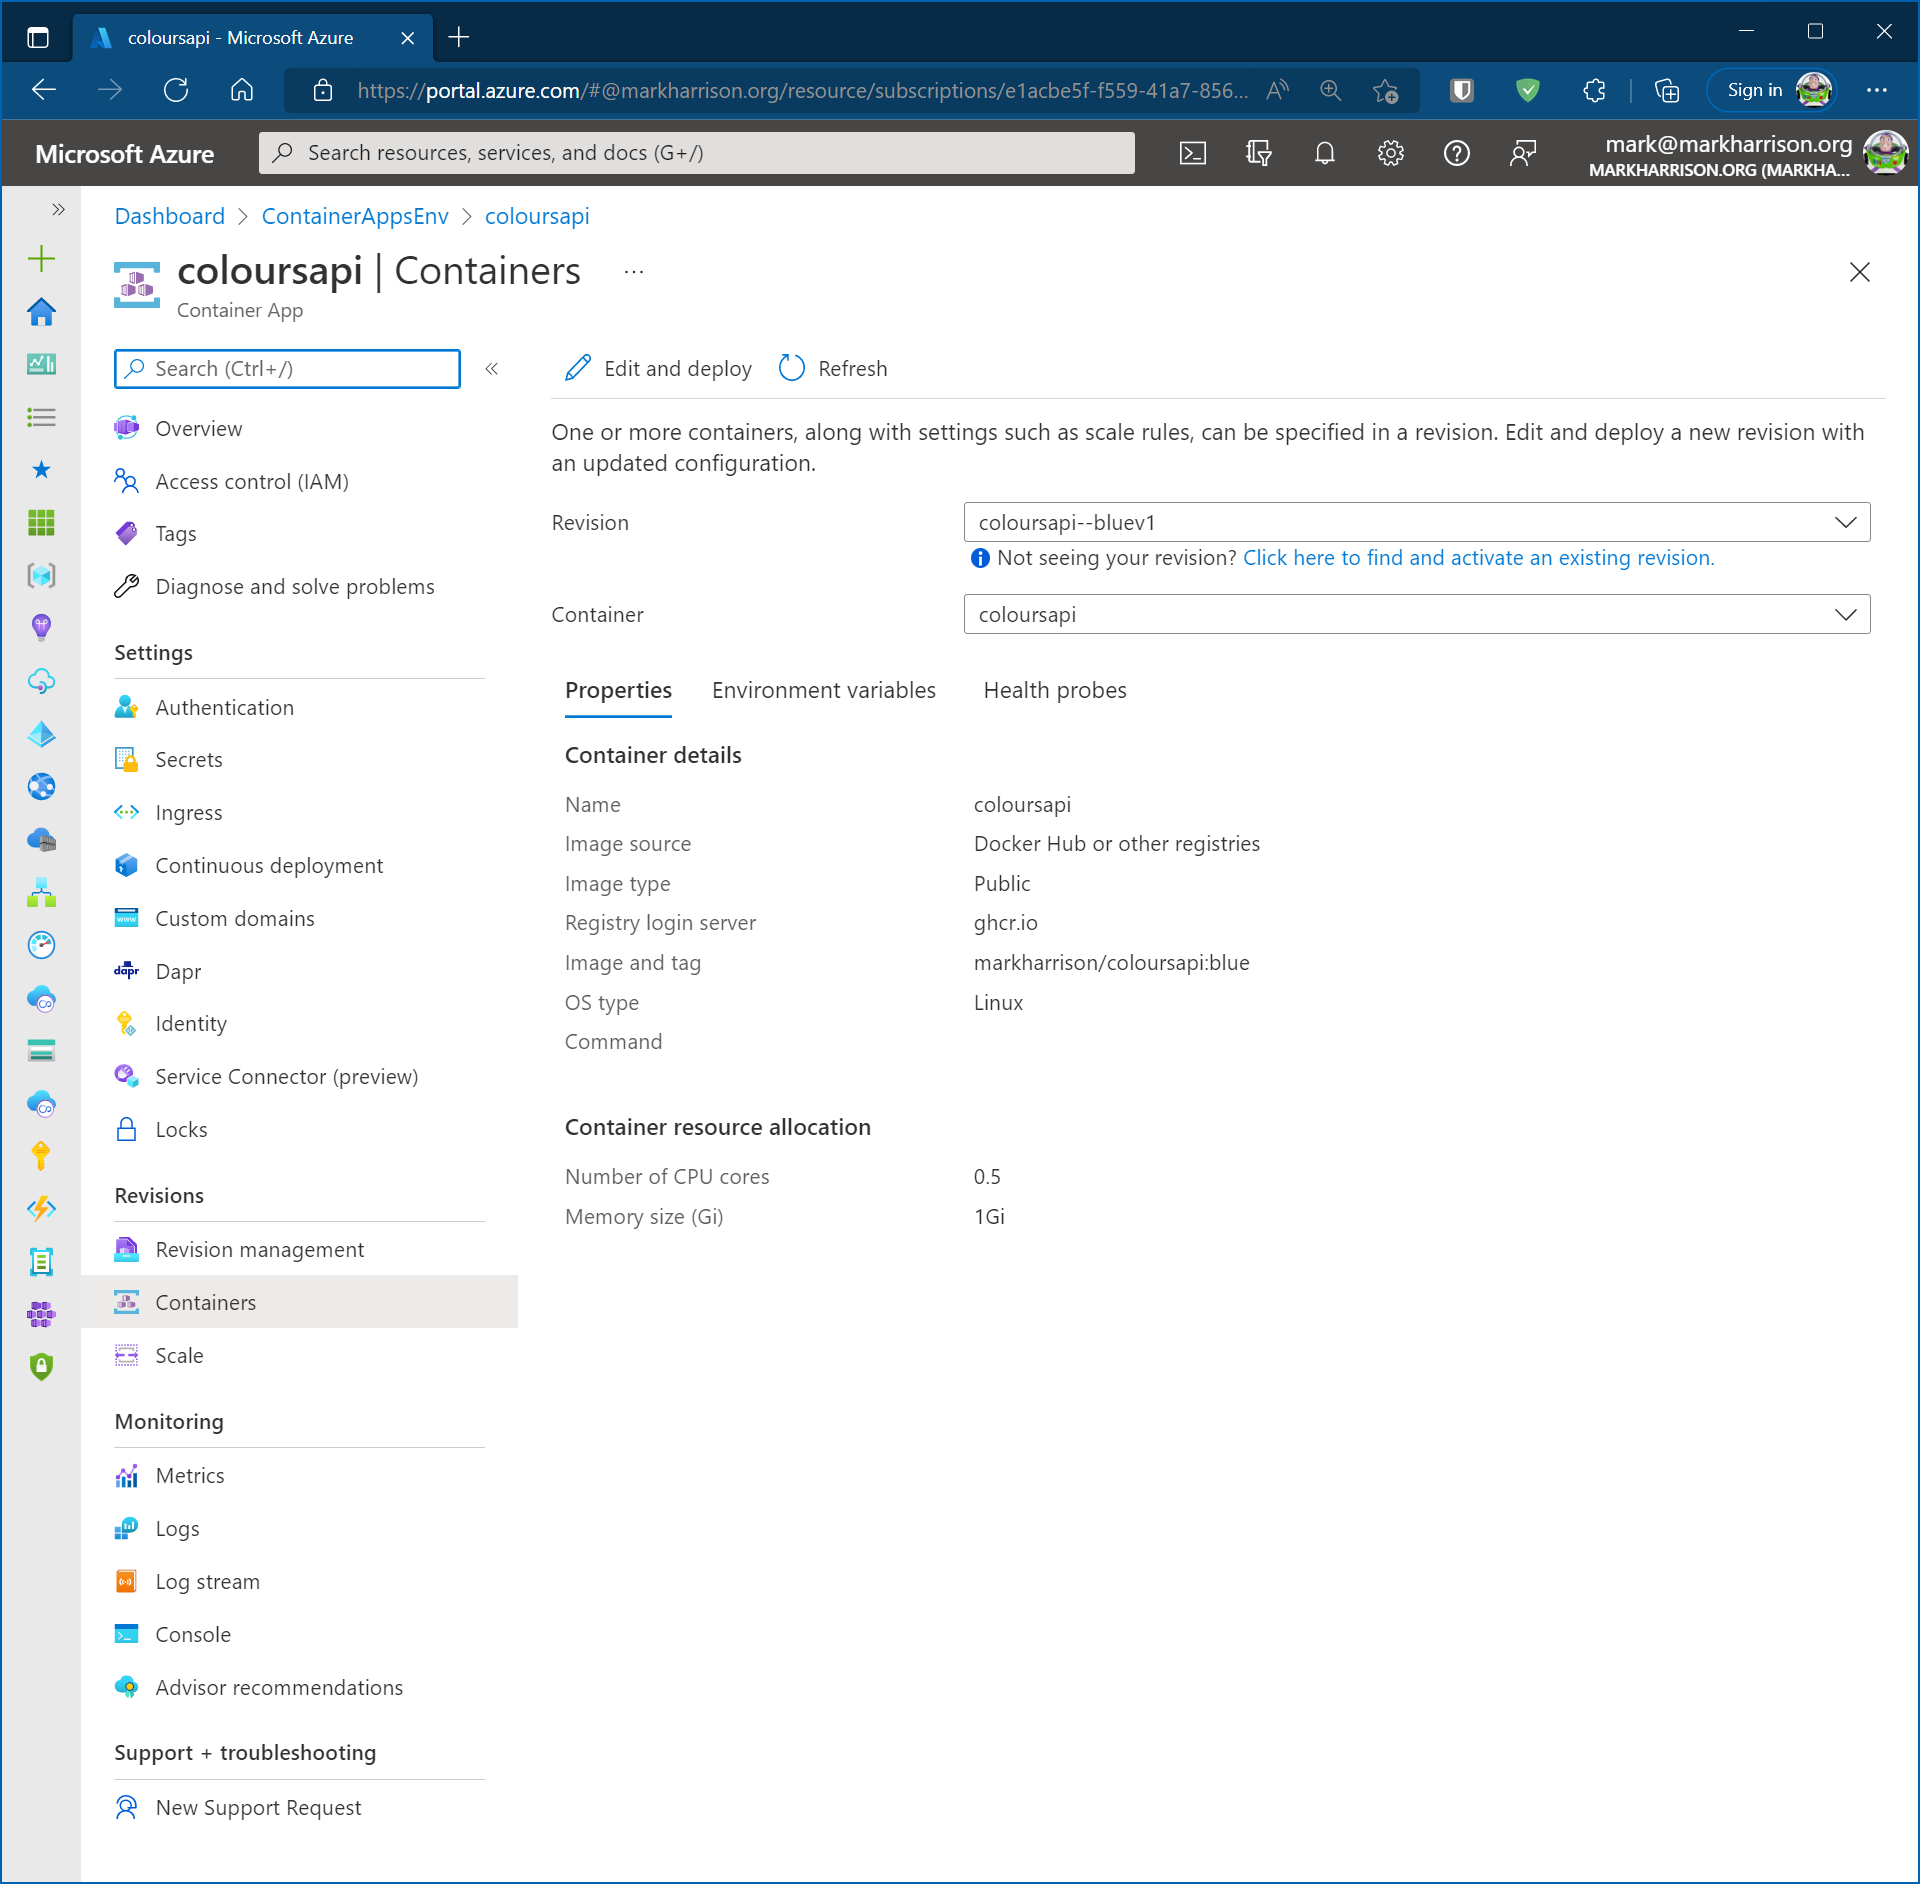 coloursapi - Microsoft Azure
https://portal.azure.com/#@markharrison.org/resource/subscriptions/e1acbe5f-f559-41a7-856...
Sign in
Microsoft Azure
Search resources, services, and docs (G+/)
mark@markharrison.org
MARKHARRISON.ORG (MARKHA...
Dashboard > ContainerAppsEnv > coloursapi
coloursapi | Containers ...
Container App
Search (Ctrl+/)
Overview
Access control (IAM)
Tags
Diagnose and solve problems
Settings
Authentication
Secrets
Ingress
Continuous deployment
www
Custom domains
dapr
Dapr
Identity
Service Connector (preview)
Locks
Revisions
Revision management
Containers
Scale
Monitoring
Metrics
Logs
Log stream
Console
Advisor recommendations
Support + troubleshooting
New Support Request
Edit and deploy
Refresh
One or more containers, along with settings such as scale rules, can be specified in a revision. Edit and deploy a new revision with
an updated configuration.
Revision
coloursapi--bluev1
Not seeing your revision? Click here to find and activate an existing revision.
Container
coloursapi
Properties
Environment variables
Health probes
Container details
Name
coloursapi
Image source
Docker Hub or other registries
Image type
Public
Registry login server
ghcr.io
Image and tag
markharrison/coloursapi:blue
OS type
Linux
Command
Container resource allocation
Number of CPU cores
0.5
Memory size (Gi)
1Gi